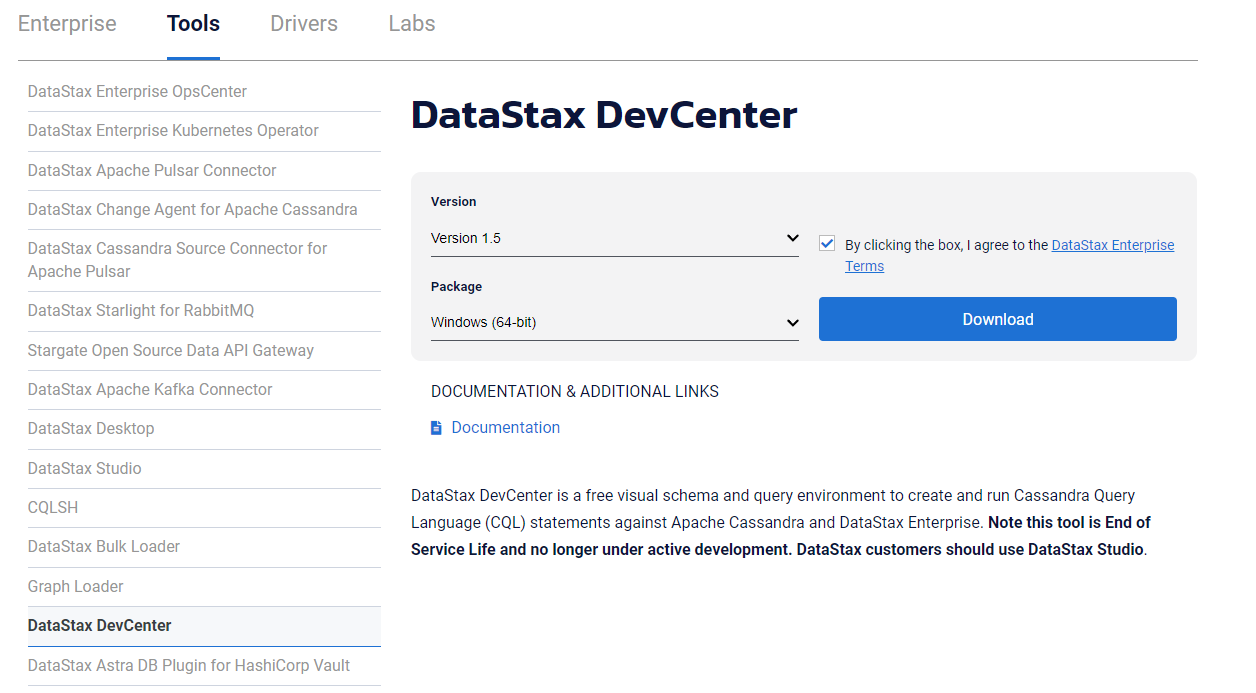 Enterprise
Tools
Drivers
Labs
DataStax Enterprise OpsCenter
DataStax Enterprise Kubernetes Operator
DataStax Apache Pulsar Connector
DataStax Change Agent for Apache Cassandra
DataStax Cassandra Source Connector for
Apache Pulsar
DataStax Starlight for RabbitMQ
Stargate Open Source Data API Gateway
DataStax Apache Kafka Connector
DataStax Desktop
DataStax Studio
CQLSH
DataStax Bulk Loader
Graph Loader
DataStax DevCenter
DataStax Astra DB Plugin for HashiCorp Vault
DataStax DevCenter
Version
Version 1.5
Package
Windows (64-bit)
By clicking the box, I agree to the DataStax Enterprise
Terms
Download
DOCUMENTATION & ADDITIONAL LINKS
Documentation
DataStax DevCenter is a free visual schema and query environment to create and run Cassandra Query
Language (CQL) statements against Apache Cassandra and DataStax Enterprise. Note this tool is End of
Service Life and no longer under active development. DataStax customers should use DataStax Studio.